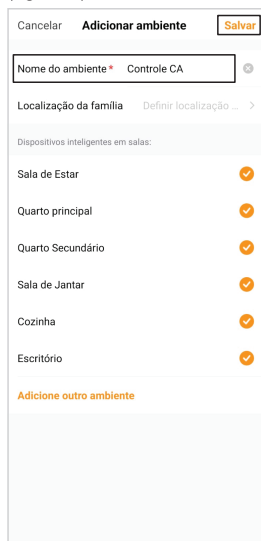 Cancelar Adicionar ambiente Salvar
Nome do ambiente * Controle CA
Localização da família Definir localização ... >
Dispositivos inteligentes em salas:
Sala de Estar
Quarto principal
Quarto Secundário
Sala de Jantar
Cozinha
Escritório
Adicione outro ambiente